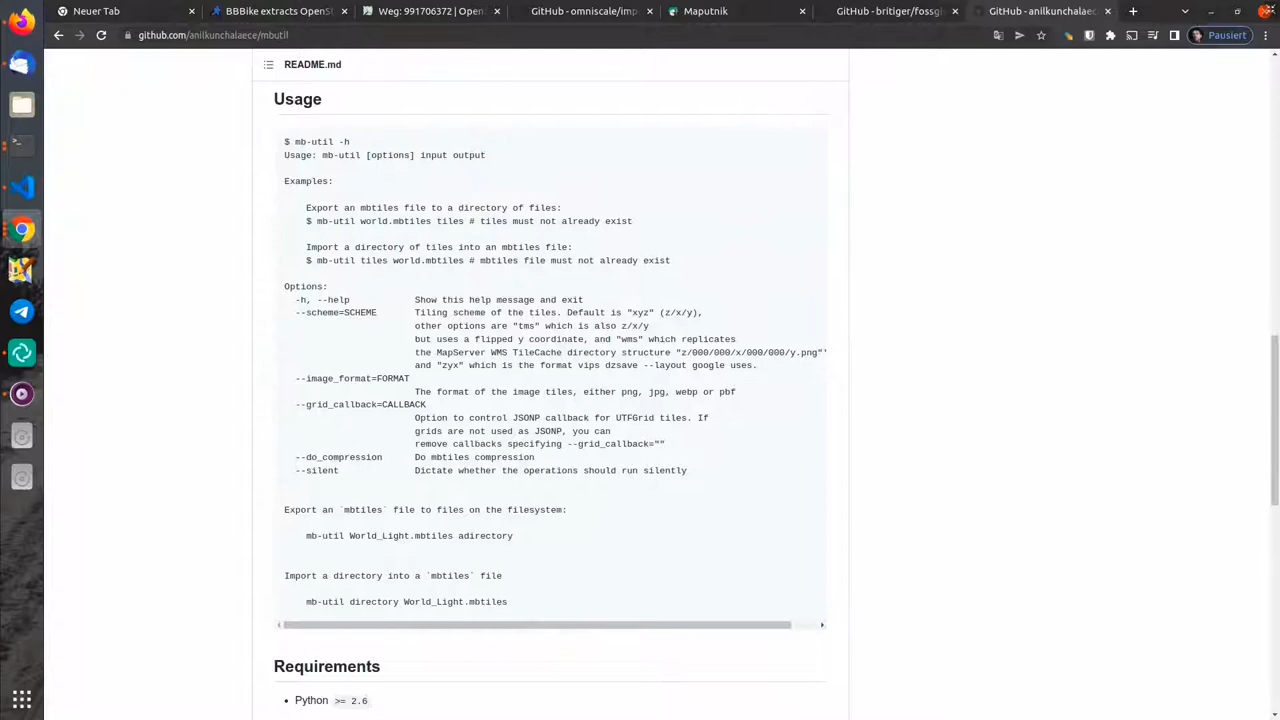 Neuer Tab
BBBike extracts OpenSt
Weg: 991706372 | Open
GitHub - omniscale/imp
Maputnik
GitHub - britiger/fossgi
GitHub - anilkunchalaec
github.com/anilkunchalaece/mbutil
Pausiert
README.md
Usage
$ mb-util -h
Usage: mb-util [options] input output
Examples:
Export an mbtiles file to a directory of files:
$ mb-util world.mbtiles tiles # tiles must not already exist
Import a directory of tiles into an mbtiles file:
$ mb-util tiles world.mbtiles # mbtiles file must not already exist
Options:
-h, --help Show this help message and exit
--scheme=SCHEME Tiling scheme of the tiles. Default is "xyz" (z/x/y),
other options are "tms" which is also z/x/y
but uses a flipped y coordinate, and "wms" which replicates
the MapServer WMS TileCache directory structure "z/000/000/x/000/000/y.png"'
and "zyx" which is the format vips dzsave --layout google uses.
--image_format=FORMAT
The format of the image tiles, either png, jpg, webp or pbf
--grid_callback=CALLBACK
Option to control JSONP callback for UTFGrid tiles. If
grids are not used as JSONP, you can
remove callbacks specifying --grid_callback=""
--do_compression Do mbtiles compression
--silent Dictate whether the operations should run silently
Export an `mbtiles` file to files on the filesystem:
mb-util World_Light.mbtiles adirectory
Import a directory into a `mbtiles` file
mb-util directory World_Light.mbtiles
Requirements
• Python >= 2.6